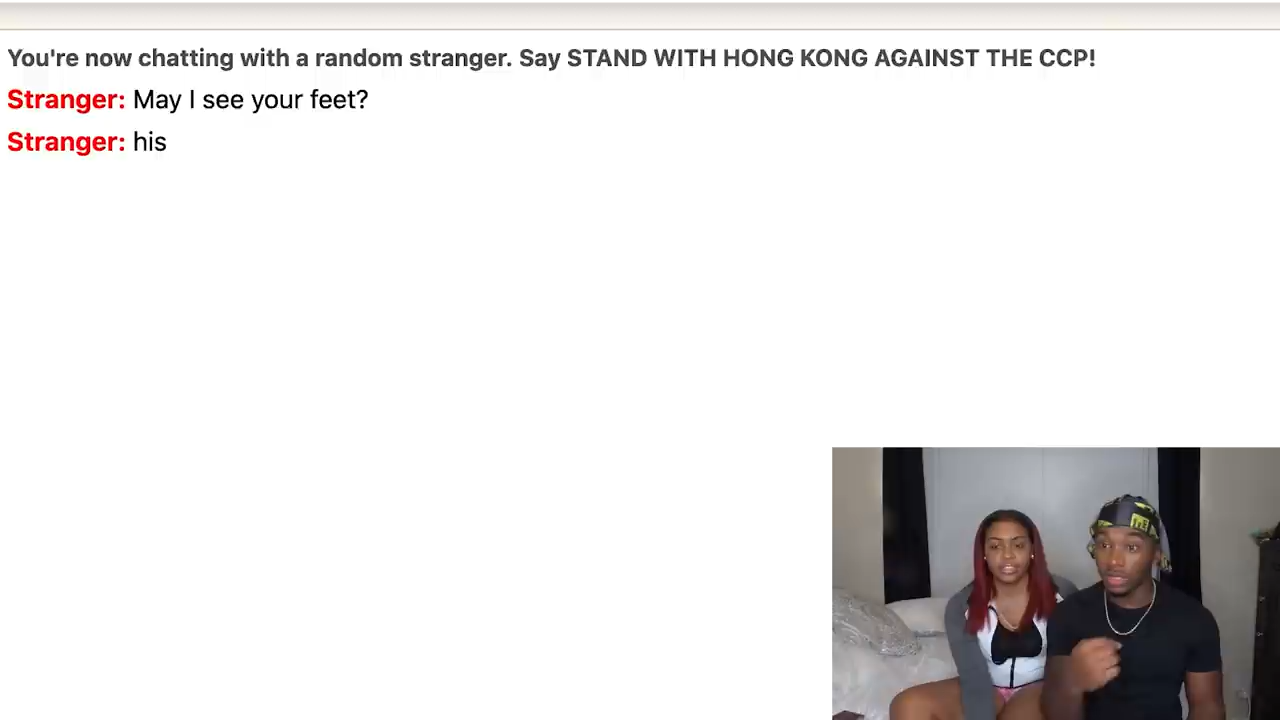 You're now chatting with a random stranger. Say STAND WITH HONG KONG AGAINST THE CCP!
Stranger: May I see your feet?
Stranger: his